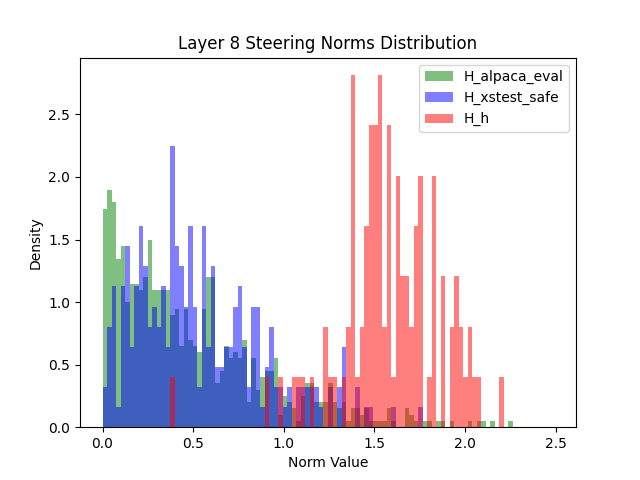 Layer 8 Steering Norms Distribution
H_alpaca_eval
H_xstest_safe
H_h
Density
2.5
2.0
1.5
1.0
0.5
0.0
0.0 0.5 1.0 1.5 2.0 2.5
Norm Value